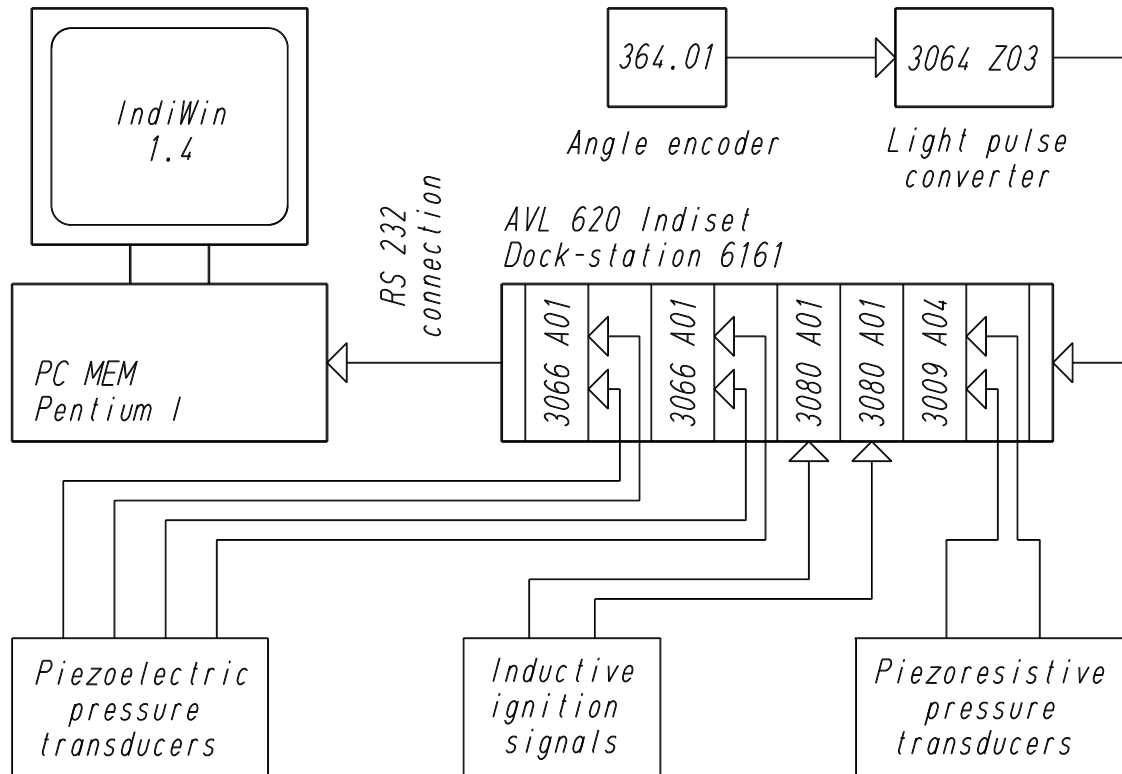 IndiWin
1.4
364.01
3064 Z03
Angle encoder
Light pulse
converter
RS 232
connection
AVL 620 Indiset
Dock-station 6161
PC MEM
Pentium I
3066 A01
3066 A01
3080 A01
3080 A01
3009 A04
Piezoelectric
pressure
transducers
Inductive
ignition
signals
Piezoresistive
pressure
transducers